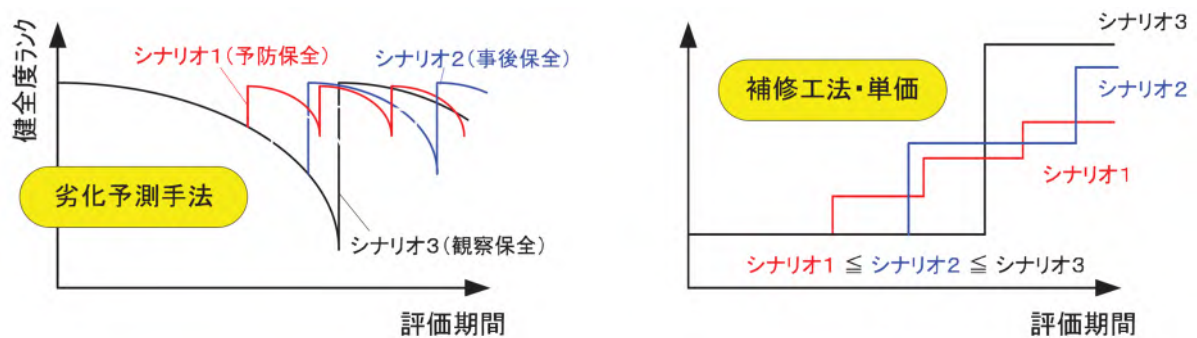 健全度ランク
シナリオ1(予防保全)
シナリオ2(事後保全)
劣化予測手法
シナリオ3(観察保全)
評価期間
シナリオ3
補修工法・単価
シナリオ2
シナリオ1
シナリオ1 ≦ シナリオ2 ≦ シナリオ3
評価期間